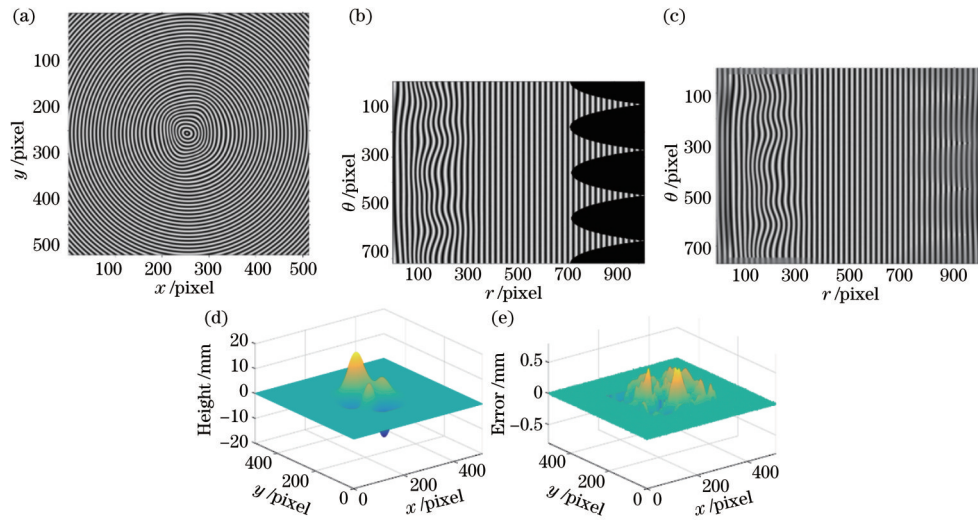 (a)
100
200
300
400
500
y /pixel
100 200 300 400 500
x /pixel
(b)
100
300
500
700
θ /pixel
100 300 500 700 900
r /pixel
(c)
100
300
500
700
θ /pixel
100 300 500 700 900
r /pixel
(d)
20
10
0
−10
−20
Height /mm
400
200
0
y /pixel
0
200
400
x /pixel
(e)
0.5
0
−0.5
Error /mm
400
200
0
y /pixel
0
200
400
x /pixel